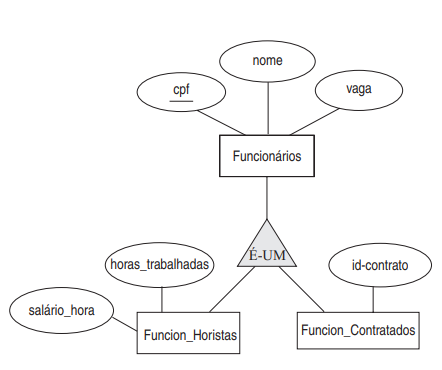 nome
cpf
vaga
Funcionários
É-UM
horas_trabalhadas
id-contrato
salário_hora
Funcion_Horistas
Funcion_Contratados